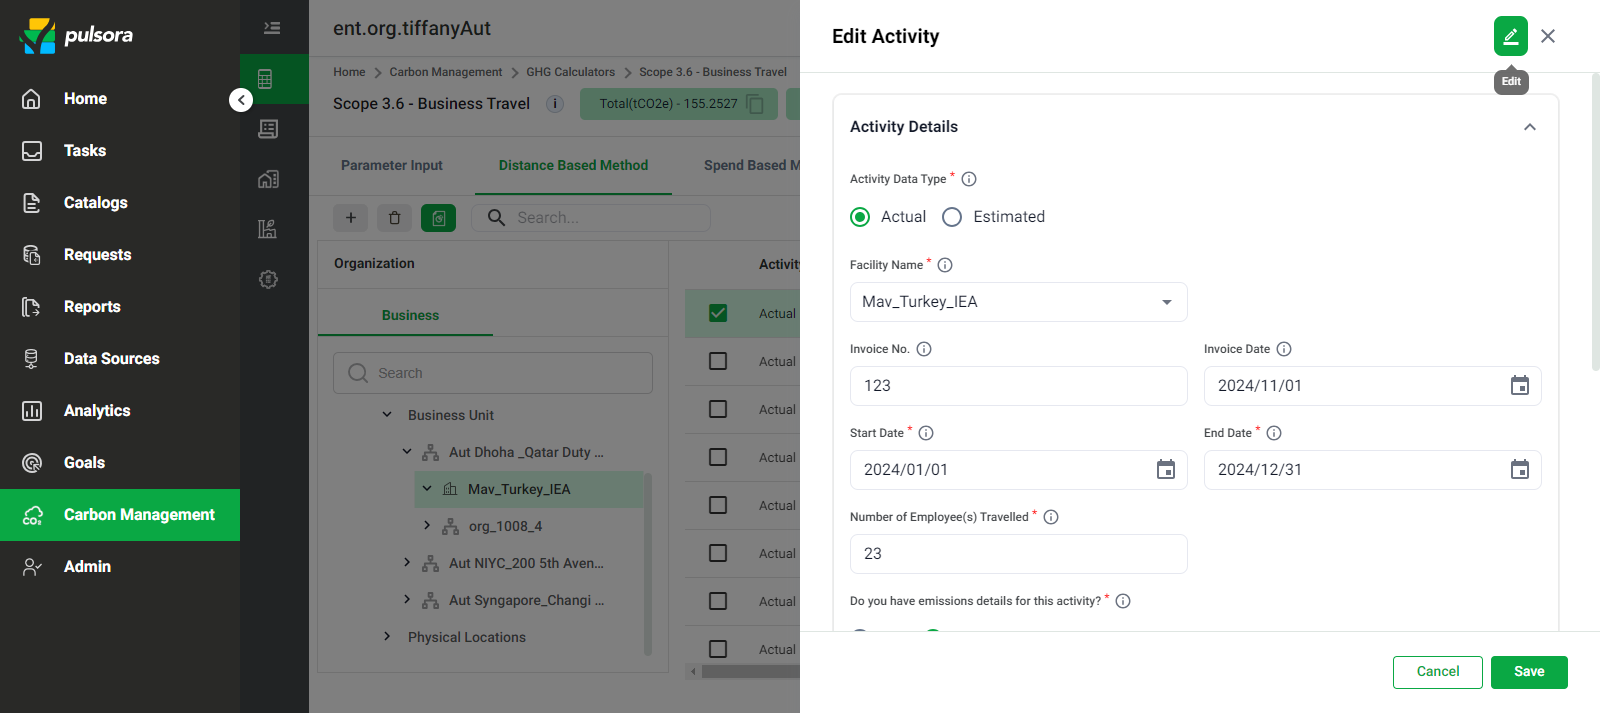 pulsora
Home
Tasks
Catalogs
Requests
Reports
Data Sources
Analytics
Goals
Carbon Management
Admin
ent.org.tiffanyAut
Home > Carbon Management > GHG Calculators > Scope 3.6 - Business Travel
Scope 3.6 - Business Travel
Total(tCO2e) - 155.2527
Parameter Input
Distance Based Method
Spend Based M
Search...
Organization
Business
Search
Business Unit
Aut Dhoha _Qatar Duty ...
Mav_Turkey_IEA
org_1008_4
Aut NIYC_200 5th Aven...
Aut Syngapore_Changi ...
Physical Locations
Activity
Actual
Actual
Actual
Actual
Actual
Actual
Actual
Actual
Edit Activity
Edit
Activity Details
Activity Data Type *
Actual
Estimated
Facility Name *
Mav_Turkey_IEA
Invoice No.
Invoice Date
123
2024/11/01
Start Date *
End Date *
2024/01/01
2024/12/31
Number of Employee(s) Travelled *
23
Do you have emissions details for this activity? *
Cancel
Save